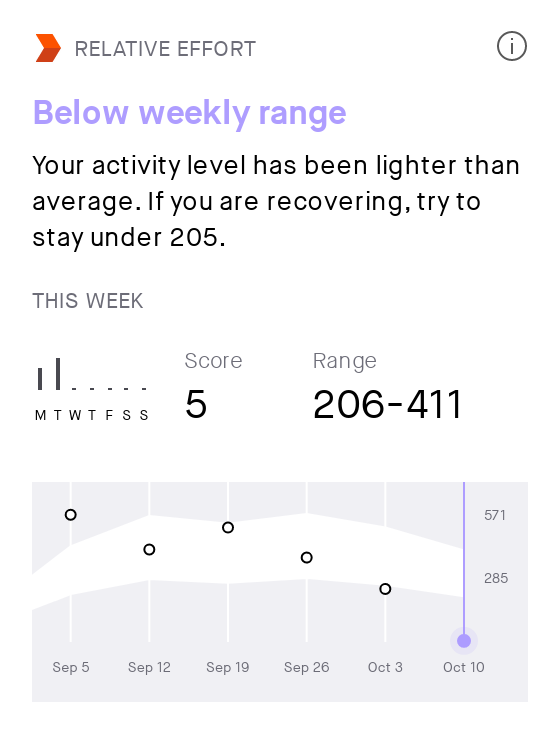 RELATIVE EFFORT
Below weekly range
Your activity level has been lighter than
average. If you are recovering, try to
stay under 205.
THIS WEEK
Score
Range
5
206-411
M T W T F S S
571
285
Sep 5
Sep 12
Sep 19
Sep 26
Oct 3
Oct 10